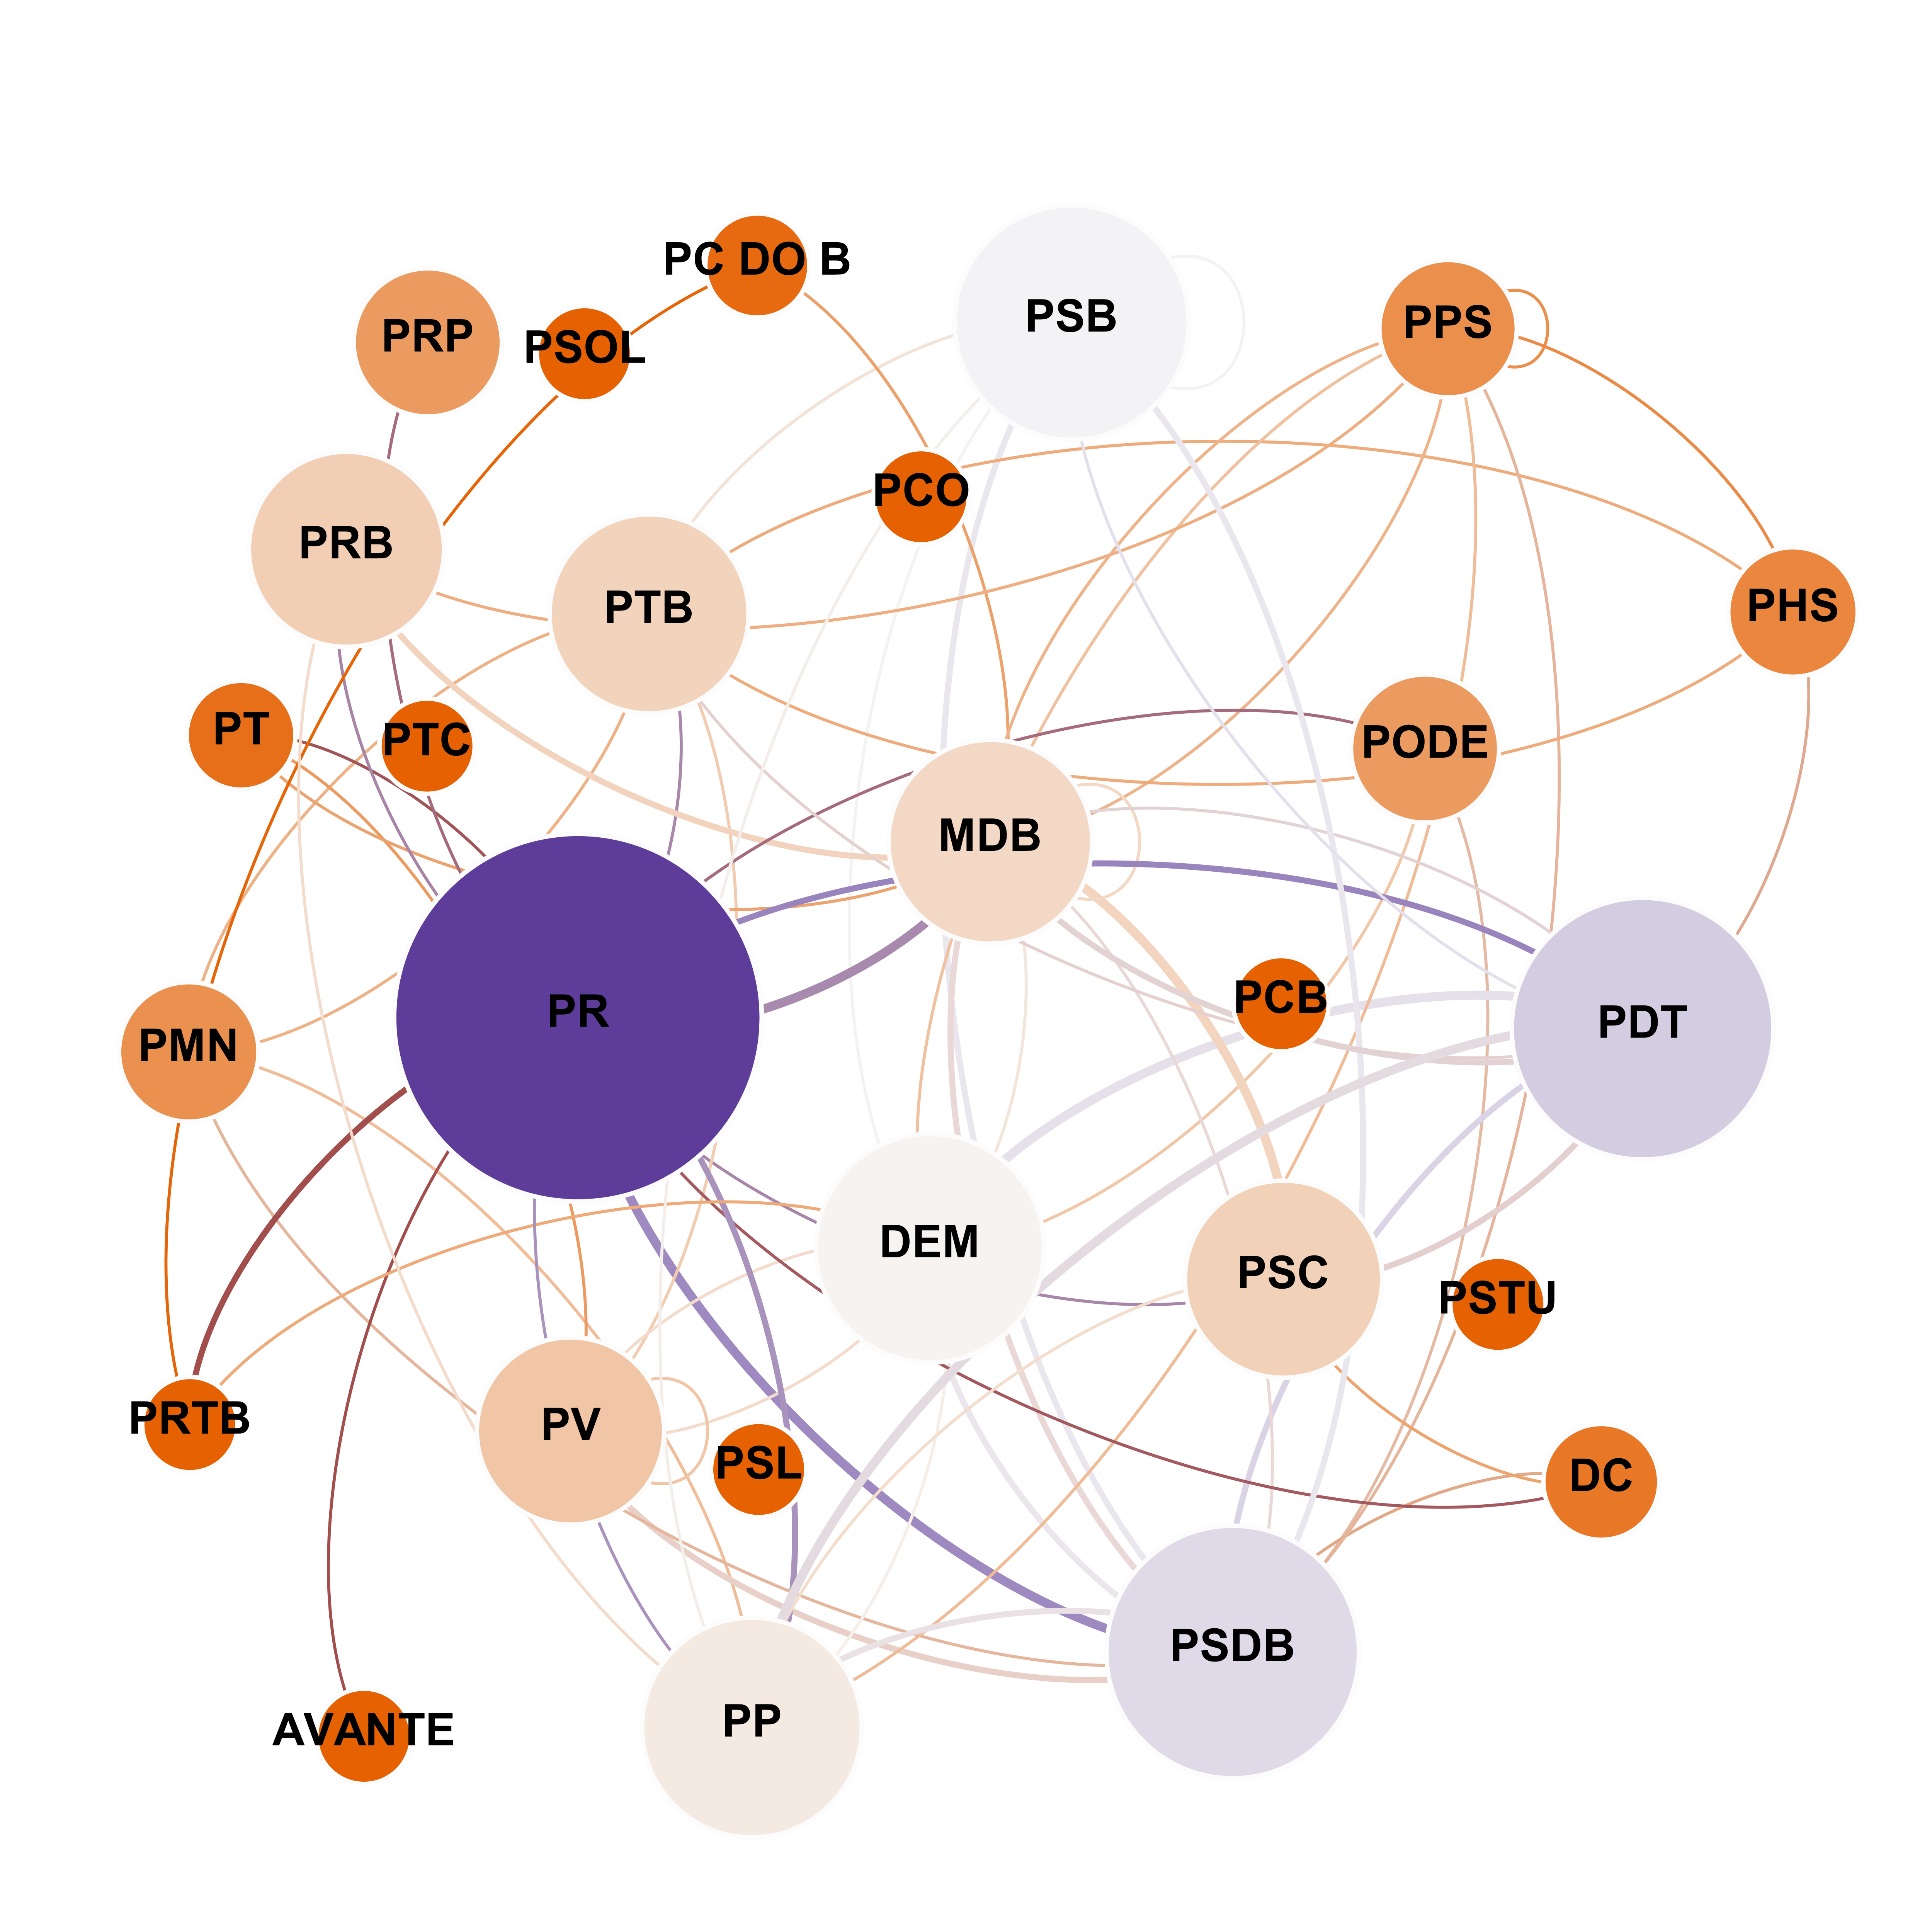 PC DO B
PSB
PPS
PRP
PSOL
PCO
PRB
PTB
PHS
PT
PTC
PODE
MDB
PCB
PR
PDT
PMN
DEM
PSC
PSTU
PRTB
PV
PSL
DC
PSDB
PP
AVANTE